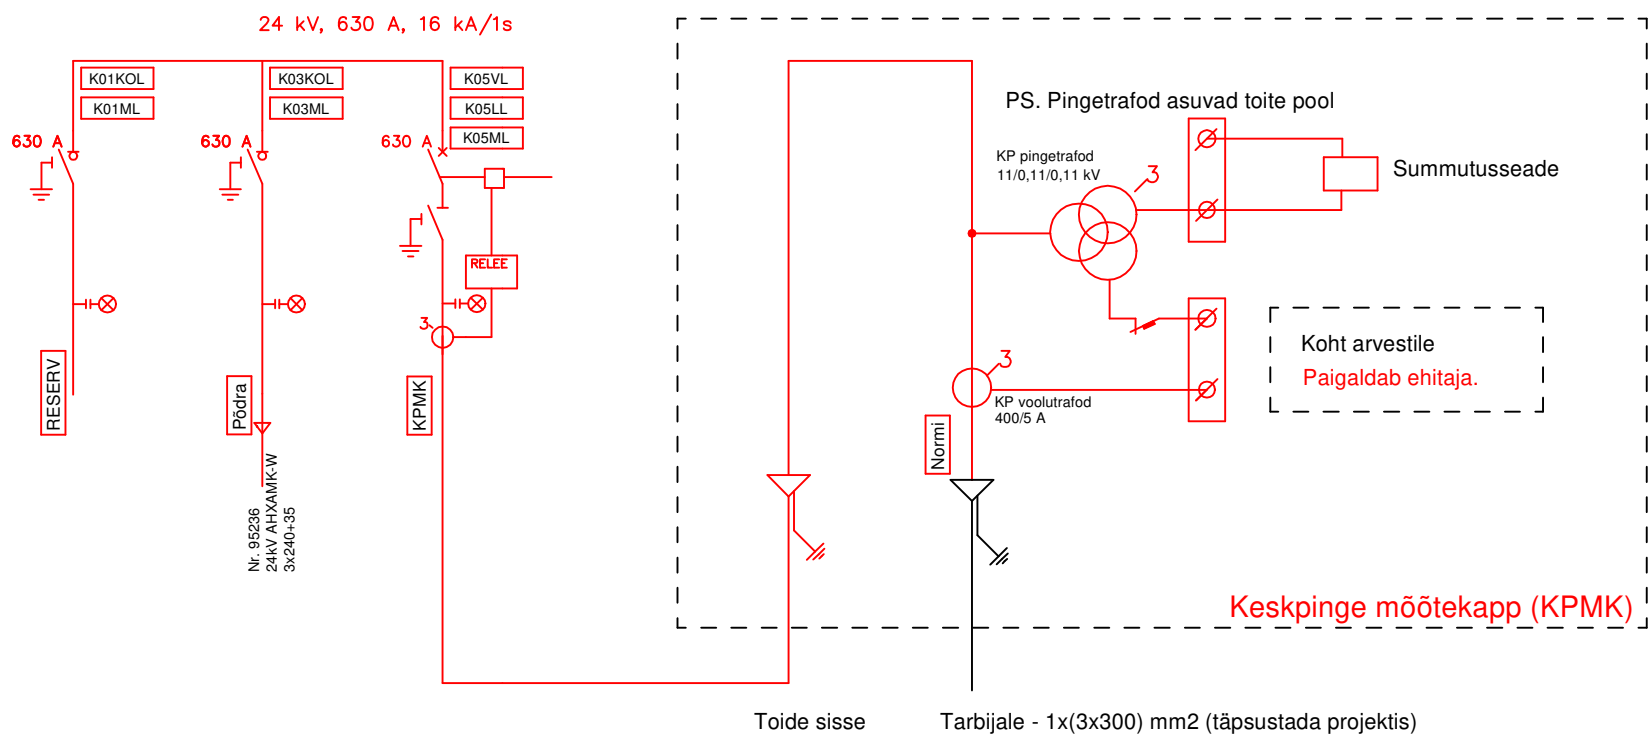 24 kV, 630 A, 16 kA/1s
K01KOL
K01ML
630 A
K03KOL
K03ML
630 A
K05VL
K05LL
K05ML
630 A
RELEE
3
RESERV
Põdra
KPMK
Nr. 95236
24kV AHXAMK-W
3x240+35
PS. Pingetrafod asuvad toite pool
KP pingetrafod
11/0,11/0,11 kV
3
Summutusseade
Koht arvestile
Paigaldab ehitaja.
3
KP voolutrafod
400/5 A
Normi
Keskpinge mõõtekapp (KPMK)
Toide sisse
Tarbijale - 1x(3x300) mm2 (täpsustada projektis)